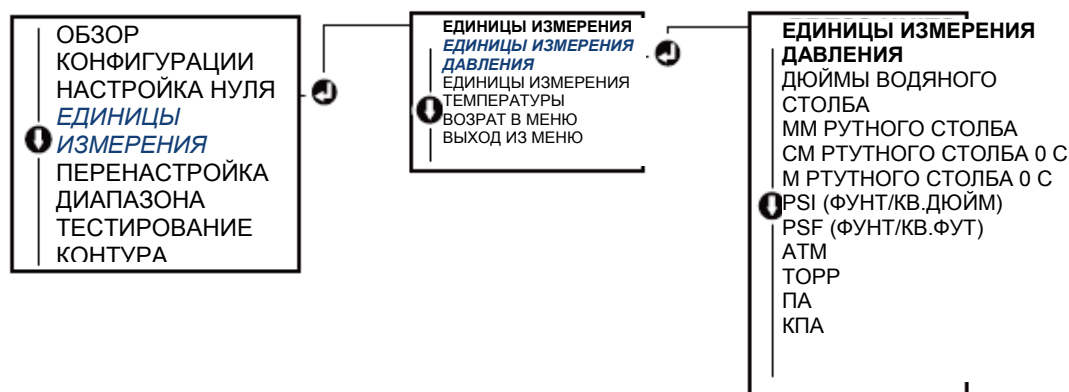 ОБЗОР
КОНФИГУРАЦИИ
НАСТРОЙКА НУЛЯ
ЕДИНИЦЫ
ИЗМЕРЕНИЯ
ПЕРЕНАСТРОЙКА
ДИАПАЗОНА
ТЕСТИРОВАНИЕ
КОНТУРА
ЕДИНИЦЫ ИЗМЕРЕНИЯ
ЕДИНИЦЫ ИЗМЕРЕНИЯ
ДАВЛЕНИЯ
ЕДИНИЦЫ ИЗМЕРЕНИЯ
ТЕМПЕРАТУРЫ
ВОЗРАТ В МЕНЮ
ВЫХОД ИЗ МЕНЮ
ЕДИНИЦЫ ИЗМЕРЕНИЯ
ДАВЛЕНИЯ
ДЮЙМЫ ВОДЯНОГО
СТОЛБА
ММ РУТНОГО СТОЛБА
СМ РТУТНОГО СТОЛБА 0 С
М РТУТНОГО СТОЛБА 0 С
PSI (ФУНТ/КВ.ДЮЙМ)
PSF (ФУНТ/КВ.ФУТ)
АТМ
ТОРР
ПА
КПА